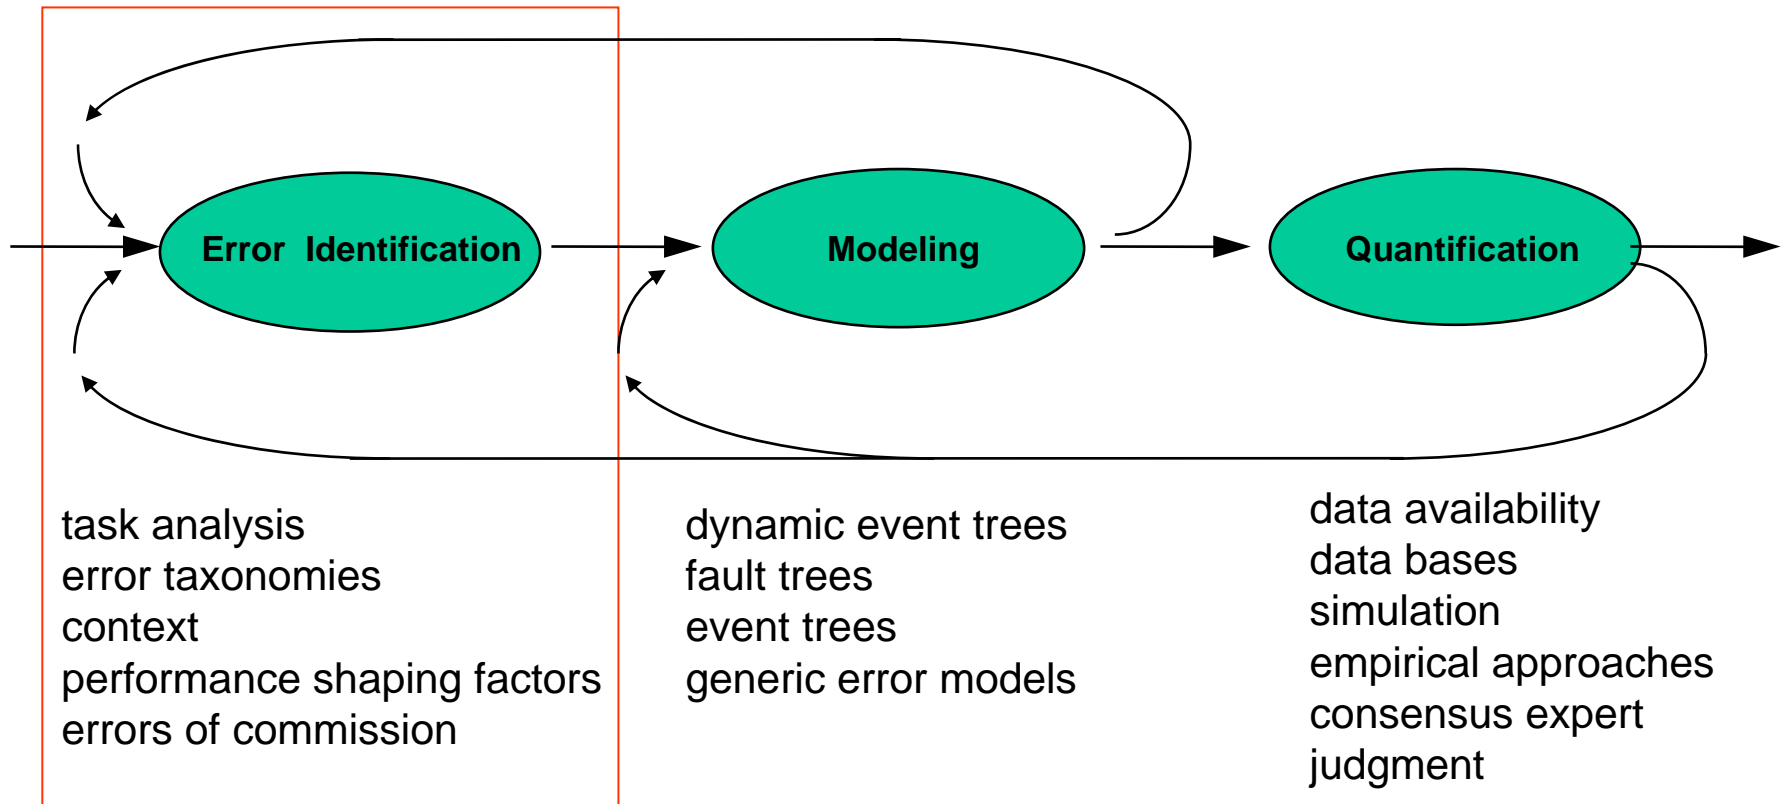 Error Identification
Modeling
Quantification
task analysis
error taxonomies
context
performance shaping factors
errors of commission
dynamic event trees
fault trees
event trees
generic error models
data availability
data bases
simulation
empirical approaches
consensus expert
judgment